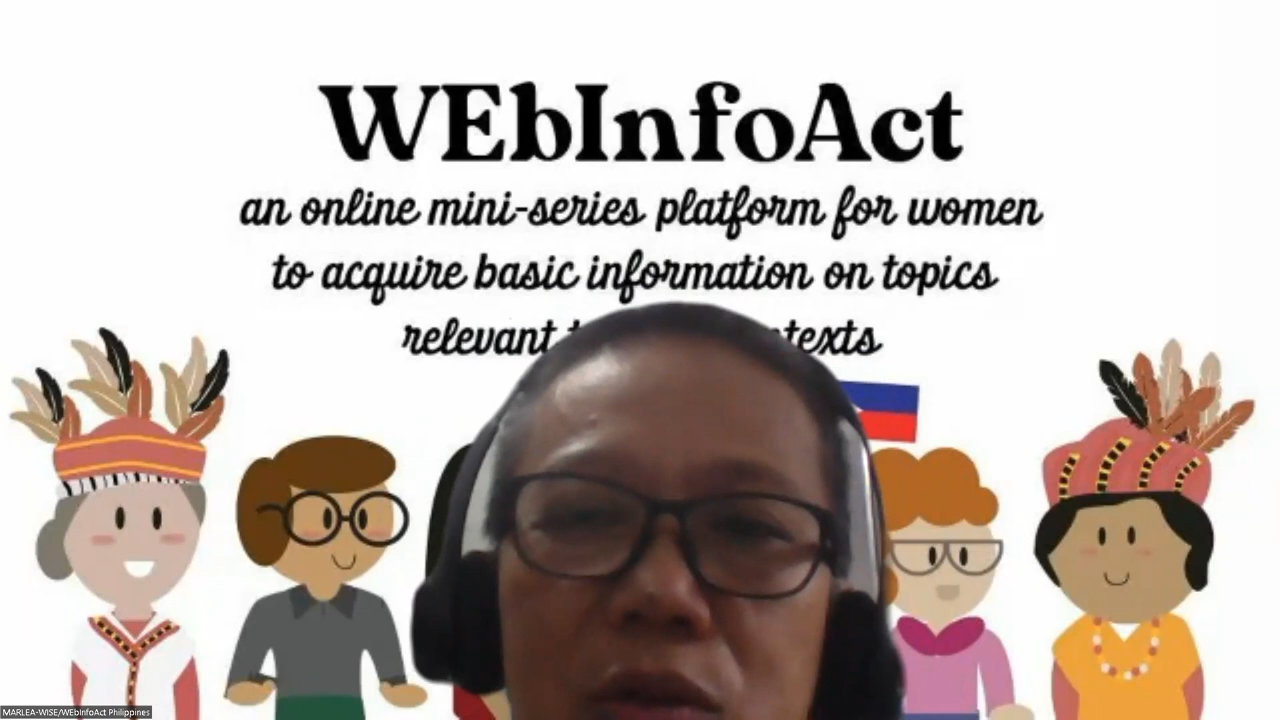 WEbInfoAct
an online mini-series platform for women
to acquire basic information on topics
relevant
MARLEA-WISE/WEbInfoAct Philippines